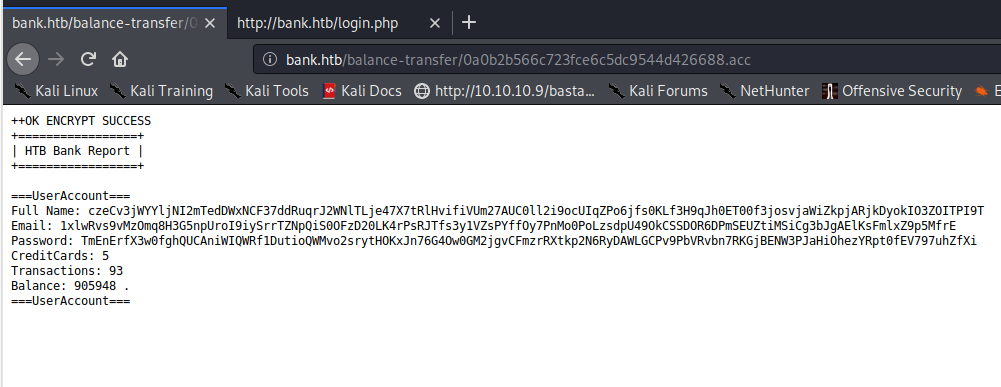 bank.htb/balance-transfer/0
http://bank.htb/login.php
bank.htb/balance-transfer/0a0b2b566c723fce6c5dc9544d426688.acc
Kali Linux Kali Training Kali Tools Kali Docs http://10.10.10.9/basta... Kali Forums NetHunter Offensive Security E
++OK ENCRYPT SUCCESS
+=================+
| HTB Bank Report |
+=================+
===UserAccount===
Full Name: czeCv3jWYYljNI2mTedDWxNCF37ddRuqrJ2WNlTLje47X7tRlHvifiVUm27AUC0ll2i9ocUIqZPo6jfs0KLf3H9qJh0ET00f3josvjaWiZkpjARjkDyokIO3ZOITPI9T
Email: 1xlwRvs9vMzOmq8H3G5npUroI9iySrrTZNpQiS0OFzD20LK4rPsRJTfs3y1VZsPYffOy7PnMo0PoLzsdpU49OkCSSDOR6DPmSEUZtiMSiCg3bJgAElKsFmlxZ9p5MfrE
Password: TmEnErfX3w0fghQUCAniWIQWRf1DutioQWMvo2srytHOKxJn76G4Ow0GM2jgvCFmzrRXtkp2N6RyDAWLGCPv9PbVRvbn7RKGjBENW3PJaHiOhezYRpt0fEV797uhZfXi
CreditCards: 5
Transactions: 93
Balance: 905948 .
===UserAccount===